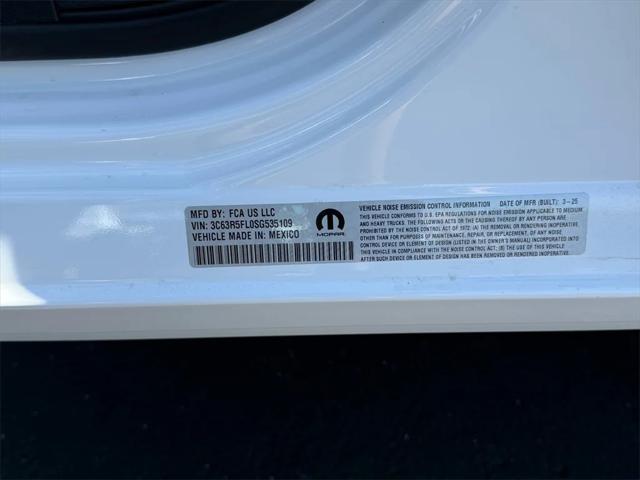 MFD BY: FCA US LLC
VIN: 3C63R5FL0SG535109
VEHICLE MADE IN: MEXICO
MOPAR
VEHICLE NOISE EMISSION CONTROL INFORMATION DATE OF MFR (BUILT): 3-25
THIS VEHICLE CONFORMS TO U.S. EPA REGULATIONS FOR NOISE EMISSION APPLICABLE TO MEDIUM
AND HEAVY TRUCKS. THE FOLLOWING ACTS OR THE CAUSING THEREOF BY ANY PERSON ARE
PROHIBITED BY THE NOISE CONTROL ACT OF 1972: (A) THE REMOVAL OR RENDERING INOPERATIVE,
OTHER THAN FOR PURPOSES OF MAINTENANCE, REPAIR, OR REPLACEMENT, OF ANY NOISE
CONTROL DEVICE OR ELEMENT OF DESIGN (LISTED IN THE OWNER'S MANUAL) INCORPORATED INTO
THIS VEHICLE IN COMPLIANCE WITH THE NOISE CONTROL ACT; (B) THE USE OF THIS VEHICLE
AFTER SUCH DEVICE OR ELEMENT OF DESIGN HAS BEEN REMOVED OR RENDERED INOPERATIVE.